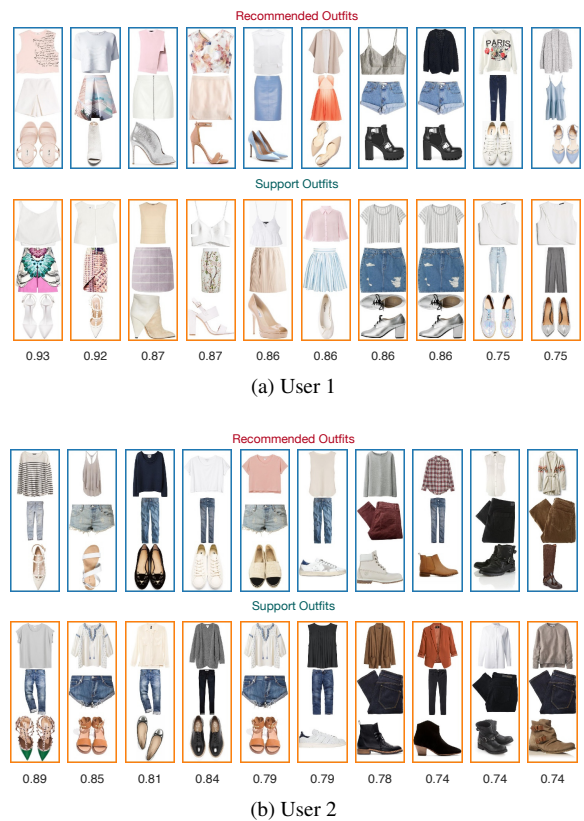 Recommended Outfits
PARIS
Support Outfits
0.93 0.92 0.87 0.87 0.86 0.86 0.86 0.86 0.75 0.75
(a) User 1
Recommended Outfits
Support Outfits
0.89 0.85 0.81 0.84 0.79 0.79 0.78 0.74 0.74 0.74
(b) User 2